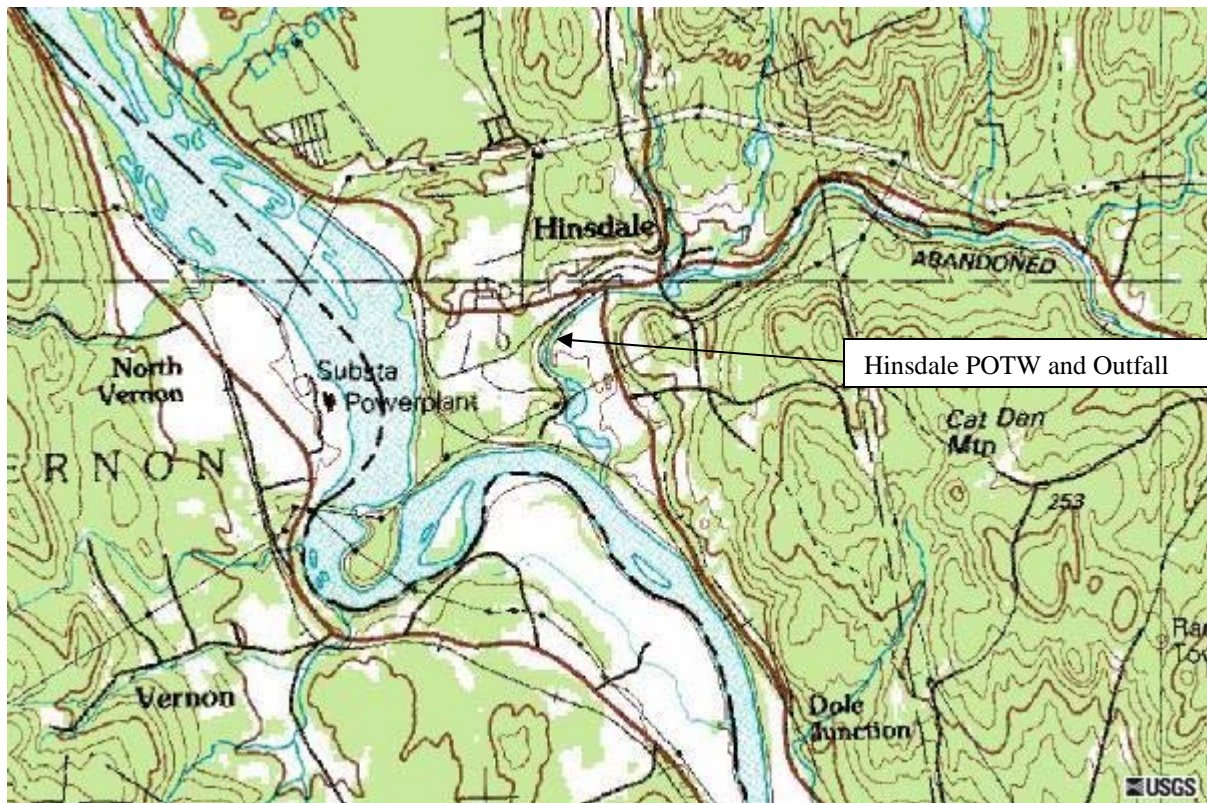 Hinsdale
200
ABANDONED
Hinsdale POTW and Outfall
North
Vernon
Substa
Powerplant
Cat Den
Mtn
ERNON
253
Vernon
Dole
Junction
USGS